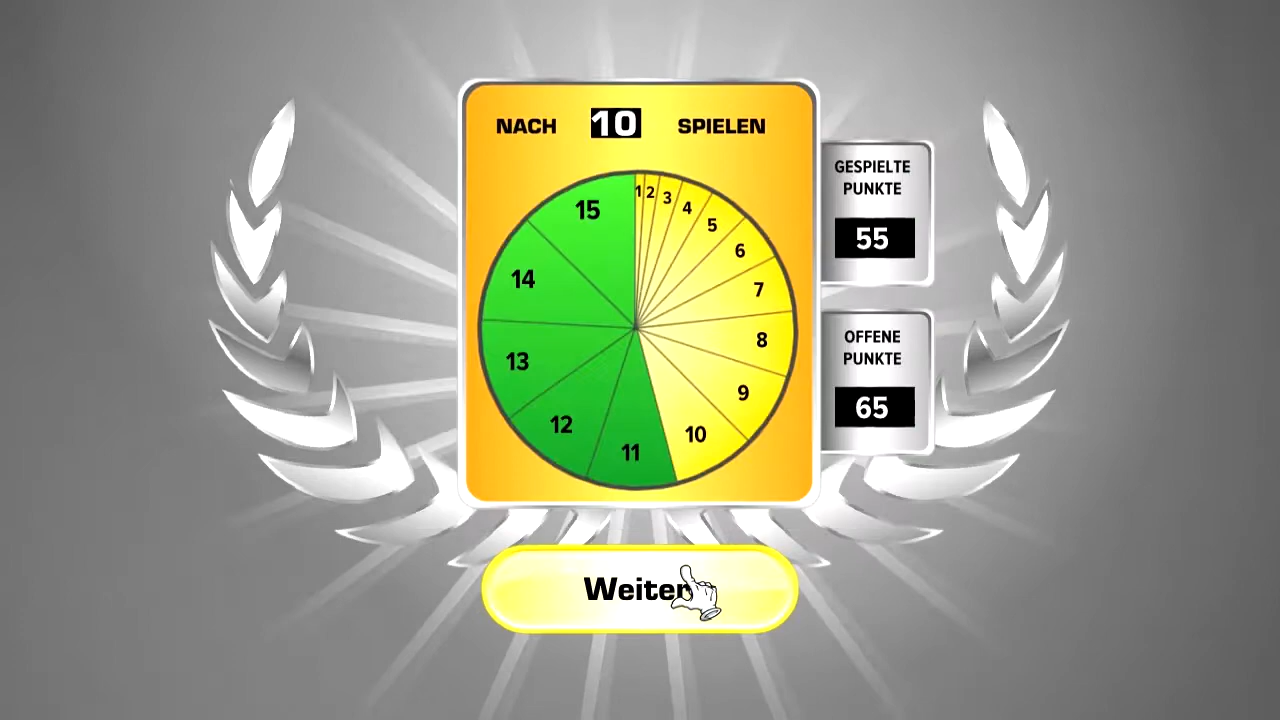 NACH 10 SPIELEN
1 2 3 4 5 6 7 8 9 10 11 12 13 14 15
GESPIELTE
PUNKTE
55
OFFENE
PUNKTE
65
Weiter